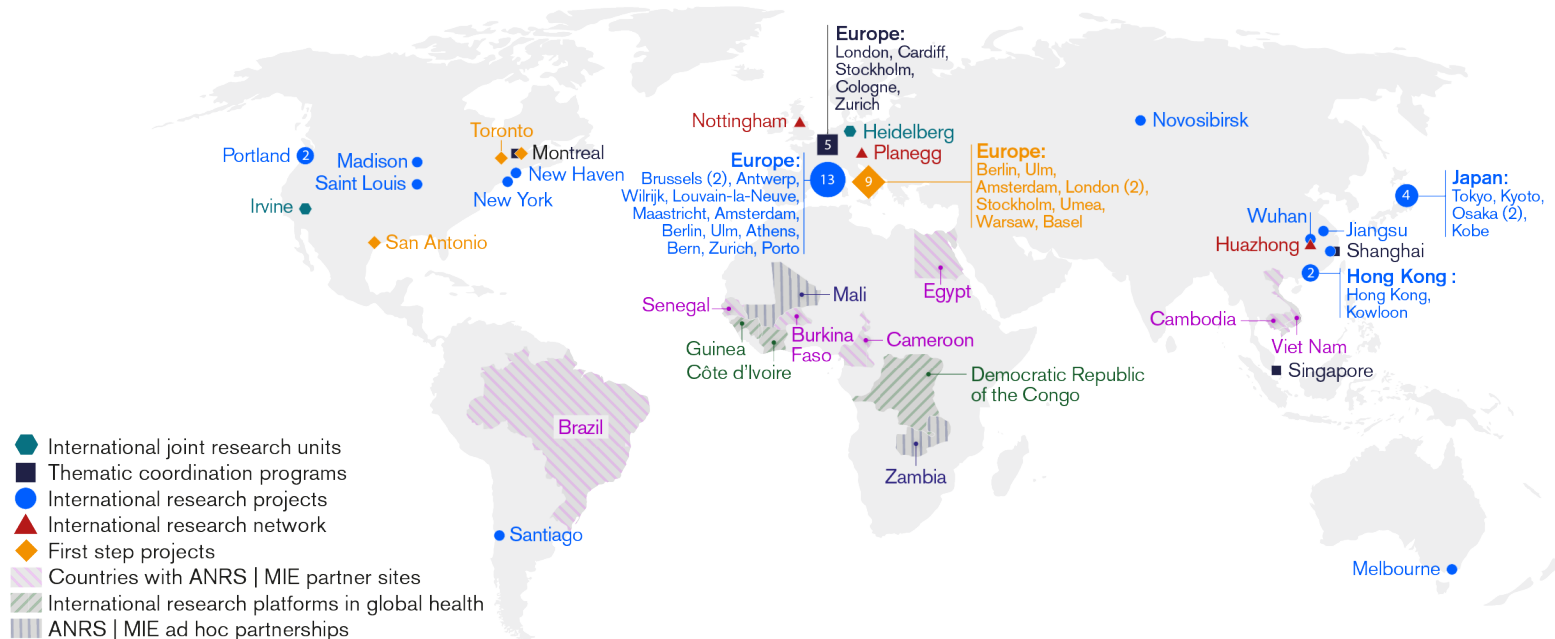 Europe:
London, Cardiff,
Stockholm,
Cologne,
Zurich
5
Nottingham
Heidelberg
Planegg
Novosibirsk
Toronto
Montreal
Portland
2
Madison
Saint Louis
New Haven
New York
Irvine
San Antonio
Europe:
Brussels (2), Antwerp,
Wilrijk, Louvain-la-Neuve,
Maastricht, Amsterdam,
Berlin, Ulm, Athens,
Bern, Zurich, Porto
13
9
Europe:
Berlin, Ulm,
Amsterdam, London (2),
Stockholm, Umea,
Warsaw, Basel
4
Japan:
Tokyo, Kyoto,
Osaka (2),
Kobe
Wuhan
Jiangsu
Huazhong
Shanghai
2
Hong Kong :
Hong Kong,
Kowloon
Egypt
Mali
Senegal
Burkina
Faso
Guinea
Côte d'Ivoire
Cameroon
Democratic Republic
of the Congo
Zambia
Cambodia
Viet Nam
Singapore
Brazil
Santiago
Melbourne
International joint research units
Thematic coordination programs
International research projects
International research network
First step projects
Countries with ANRS | MIE partner sites
International research platforms in global health
ANRS | MIE ad hoc partnerships